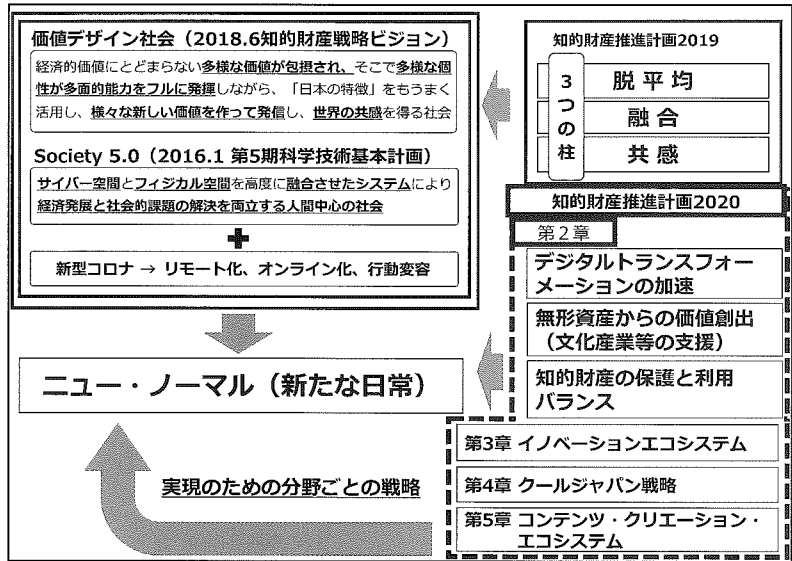 価値デザイン社会（2018.6知的財産戦略ビジョン）
経済的価値にとどまらない多様な価値が包摂され、そこで多様な個
性が多面的能力をフルに発揮しながら、「日本の特徴」をもうまく
活用し、様々な新しい価値を作って発信し、世界の共感を得る社会
Society 5.0（2016.1 第5期科学技術基本計画）
サイバー空間とフィジカル空間を高度に融合させたシステムにより
経済発展と社会的課題の解決を両立する人間中心の社会
+
新型コロナ → リモート化、オンライン化、行動変容
知的財産推進計画2019
3つの柱
脱平均
融合
共感
知的財産推進計画2020
第２章
デジタルトランスフォー
メーションの加速
無形資産からの価値創出
（文化産業等の支援）
知的財産の保護と利用
バランス
ニュー・ノーマル（新たな日常）
第3章 イノベーションエコシステム
第4章 クールジャパン戦略
第5章 コンテンツ・クリエーション・
エコシステム
実現のための分野ごとの戦略